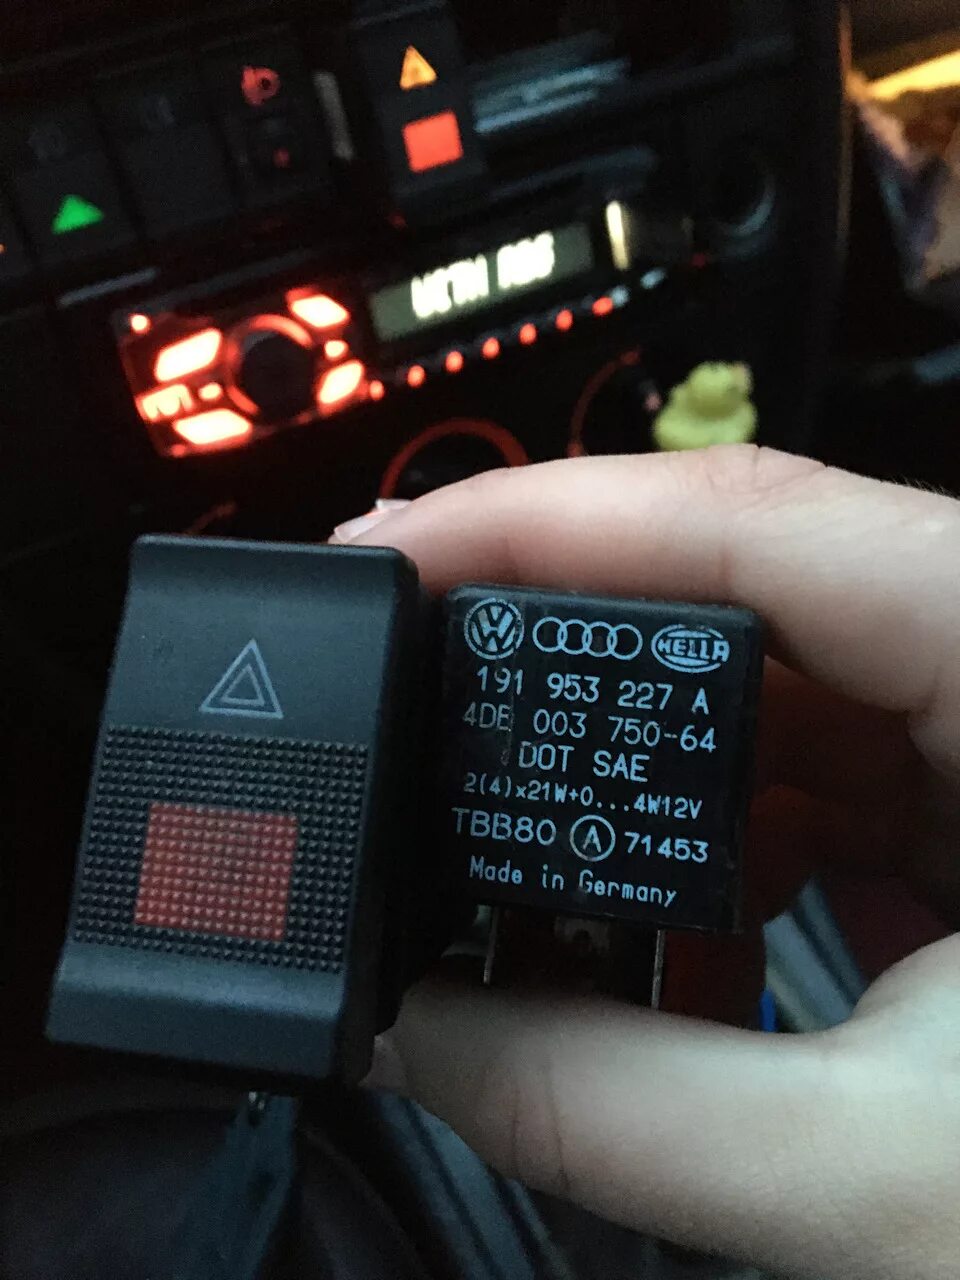 HELLA
191 953 227 A
4DB 003 750-64
DOT SAE
2(4)x21W+0...4W12V
TBB80 A 71453
Made in Germany